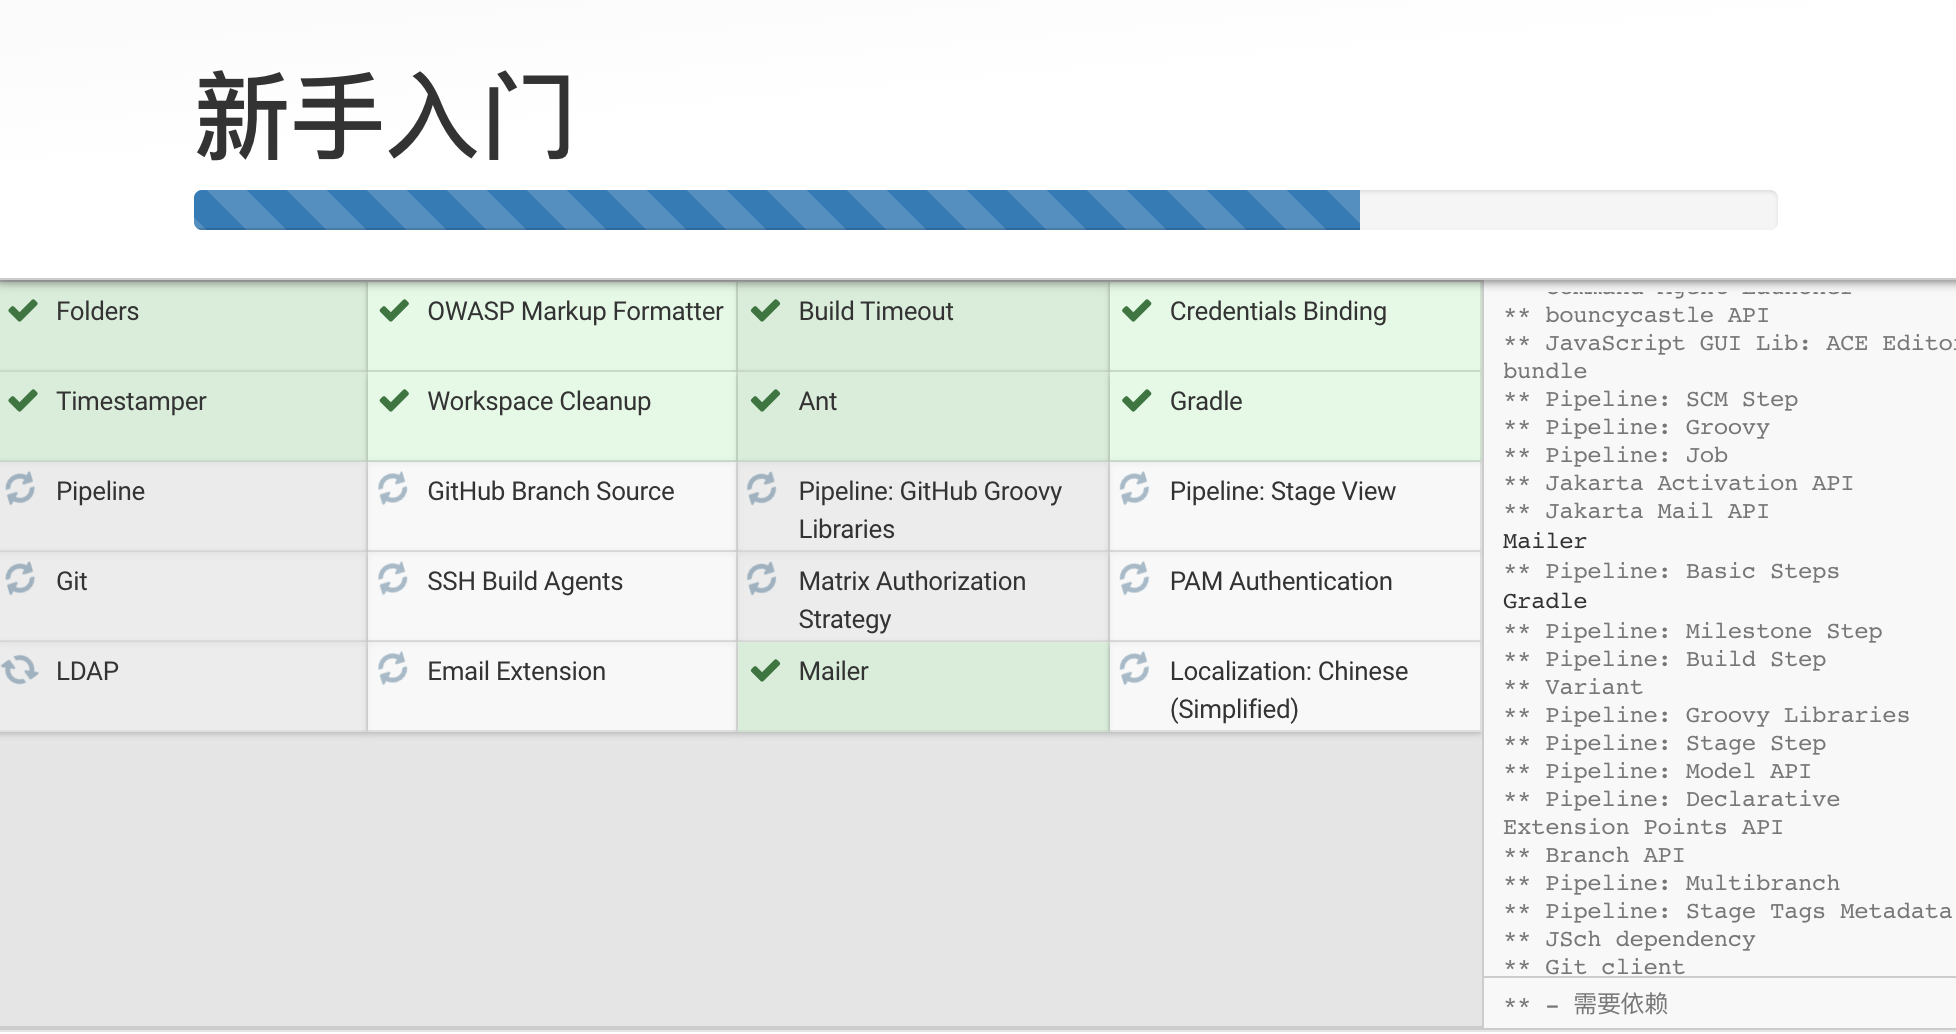 新手入门
Folders
OWASP Markup Formatter
Build Timeout
Credentials Binding
Timestamper
Workspace Cleanup
Ant
Gradle
Pipeline
GitHub Branch Source
Pipeline: GitHub Groovy
Libraries
Pipeline: Stage View
Git
SSH Build Agents
Matrix Authorization
Strategy
PAM Authentication
LDAP
Email Extension
Mailer
Localization: Chinese
(Simplified)
** bouncycastle API
** JavaScript GUI Lib: ACE Editor
bundle
** Pipeline: SCM Step
** Pipeline: Groovy
** Pipeline: Job
** Jakarta Activation API
** Jakarta Mail API
Mailer
** Pipeline: Basic Steps
Gradle
** Pipeline: Milestone Step
** Pipeline: Build Step
** Variant
** Pipeline: Groovy Libraries
** Pipeline: Stage Step
** Pipeline: Model API
** Pipeline: Declarative
Extension Points API
** Branch API
** Pipeline: Multibranch
** Pipeline: Stage Tags Metadata
** JSch dependency
** Git client
** - 需要依赖